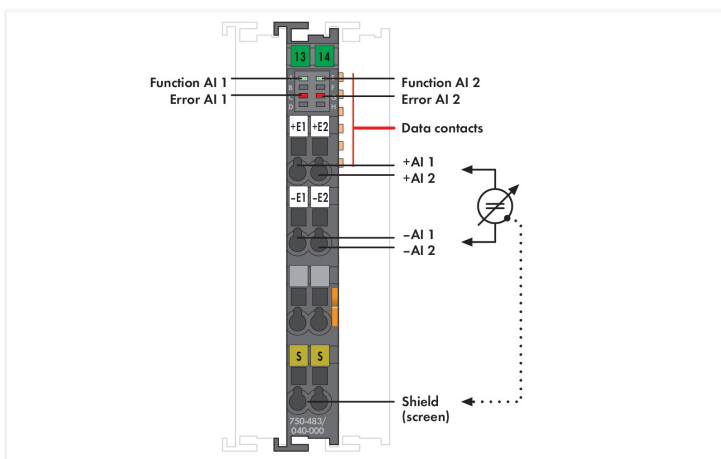 13 14
Function AI 1
Function AI 2
A E
B F
Error AI 1
Error AI 2
C G
D H
+E1 +E2
Data contacts
+AI 1
+AI 2
–E1 –E2
–AI 1
–AI 2
S S
Shield
(screen)
750-483/
040-000